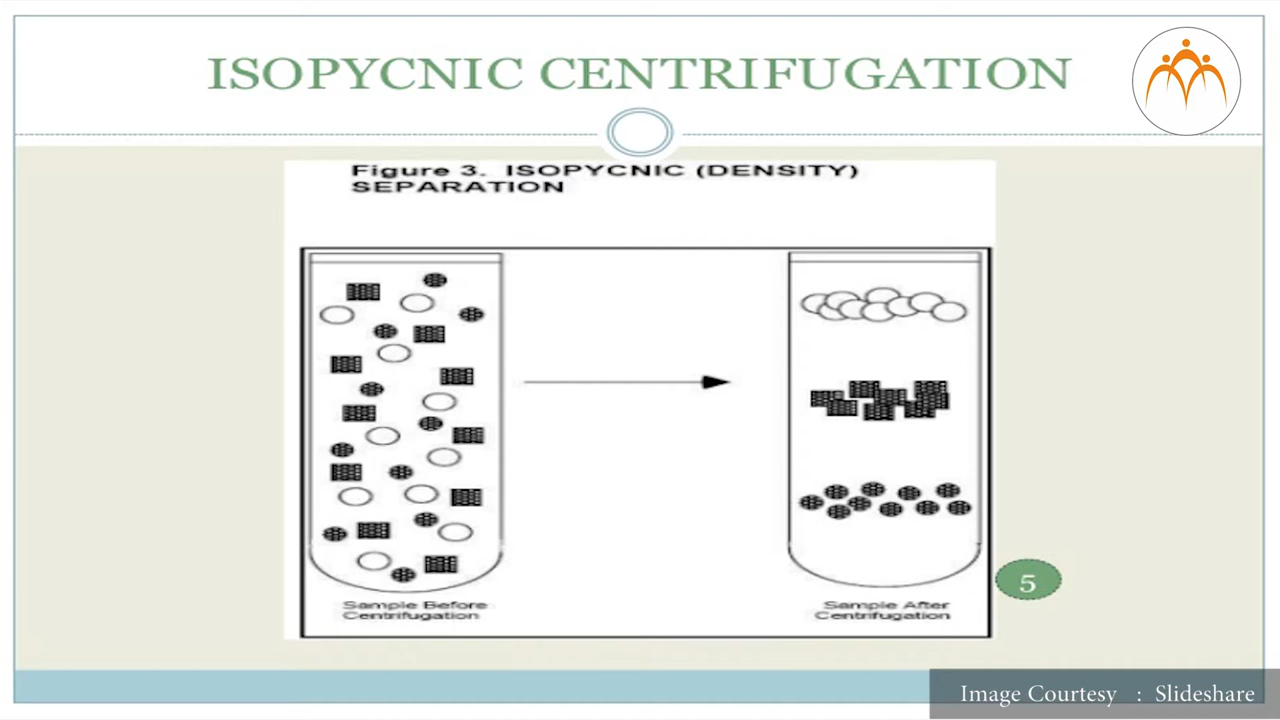 ISOPYCNIC CENTRIFUGATION
Figure 3. ISOPYCNIC (DENSITY)
SEPARATION
Sample Before
Centrifugation
Sample After
Centrifugation
5
Image Courtesy : Slideshare